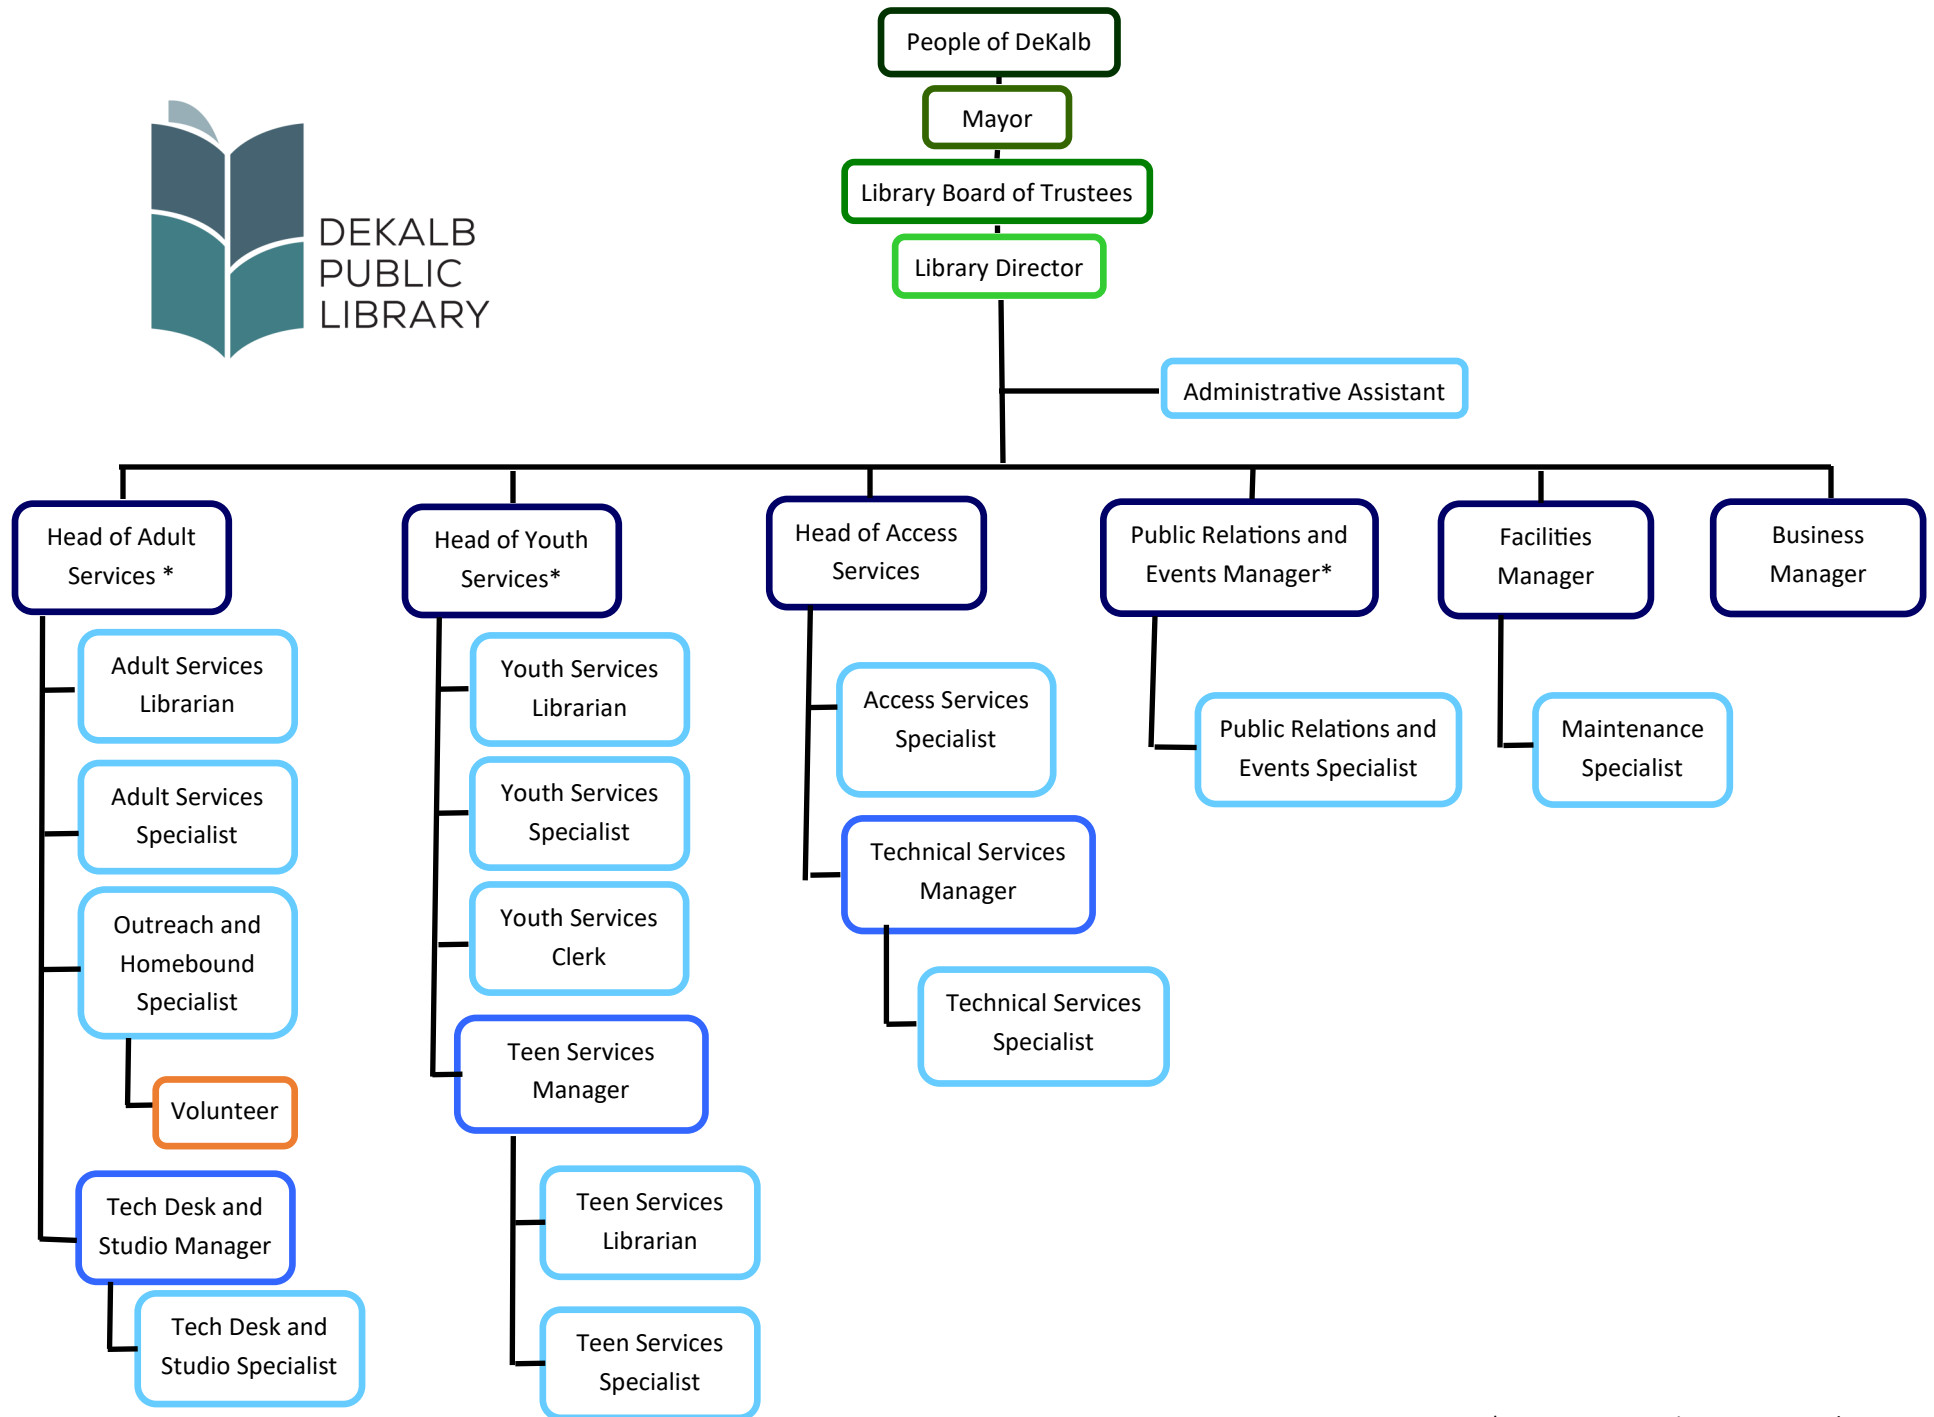 People of DeKalb
Mayor
Library Board of Trustees
Library Director
DEKALB
PUBLIC
LIBRARY
Administrative Assistant
Head of Adult
Services *
Head of Youth
Services*
Head of Access
Services
Public Relations and
Events Manager*
Facilities
Manager
Business
Manager
Adult Services
Librarian
Adult Services
Specialist
Outreach and
Homebound
Specialist
Volunteer
Tech Desk and
Studio Manager
Tech Desk and
Studio Specialist
Youth Services
Librarian
Youth Services
Specialist
Youth Services
Clerk
Teen Services
Manager
Teen Services
Librarian
Teen Services
Specialist
Access Services
Specialist
Technical Services
Manager
Technical Services
Specialist
Public Relations and
Events Specialist
Maintenance
Specialist